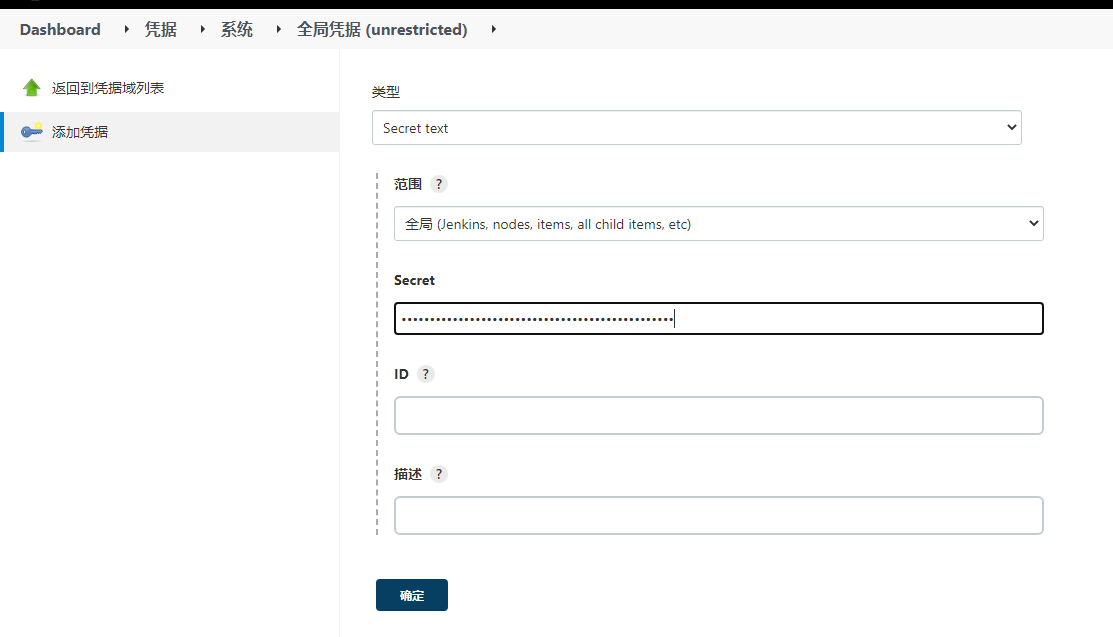 Dashboard 凭据 系统 全局凭据 (unrestricted)
返回到凭据域列表
添加凭据
类型
Secret text
范围 ?
全局 (Jenkins, nodes, items, all child items, etc)
Secret
••••••••••••••••••••••••••••••••••••••••••••••••
ID ?
描述 ?
确定